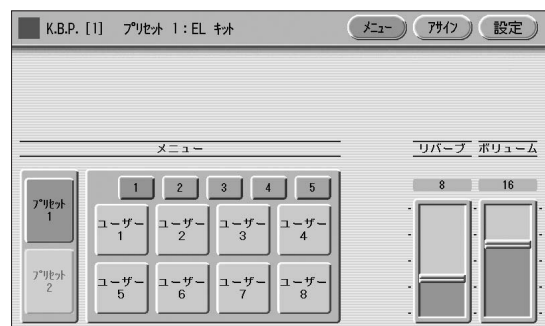 K.B.P. [1] プリセット 1：EL キット メニュー アサイン 設定
メニュー リバーブ ボリューム
8 16
プリセット
1
1 2 3 4 5
ユーザー
1
ユーザー
2
ユーザー
3
ユーザー
4
プリセット
2
ユーザー
5
ユーザー
6
ユーザー
7
ユーザー
8